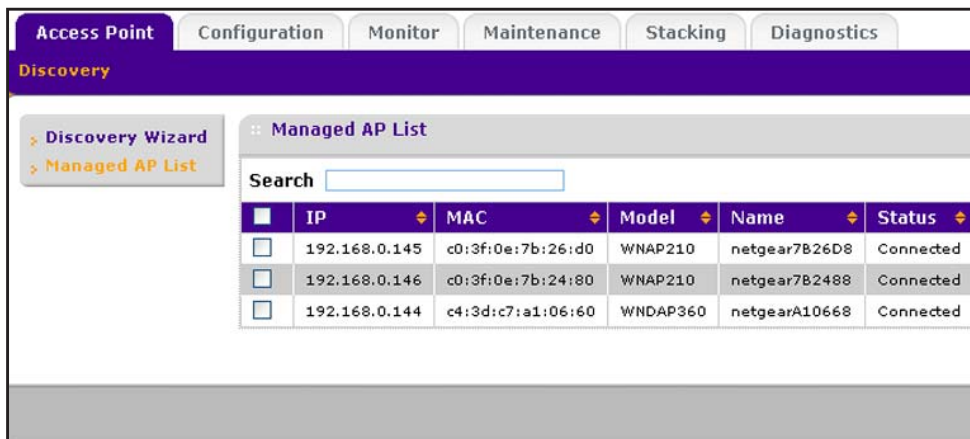 Access Point Configuration Monitor Maintenance Stacking Diagnostics
Discovery
Discovery Wizard
Managed AP List
Managed AP List
Search
IP MAC Model Name Status
192.168.0.145 c0:3f:0e:7b:26:d0 WNAP210 netgear7B26D8 Connected
192.168.0.146 c0:3f:0e:7b:24:80 WNAP210 netgear7B2488 Connected
192.168.0.144 c4:3d:c7:a1:06:60 WNDAP360 netgearA10668 Connected